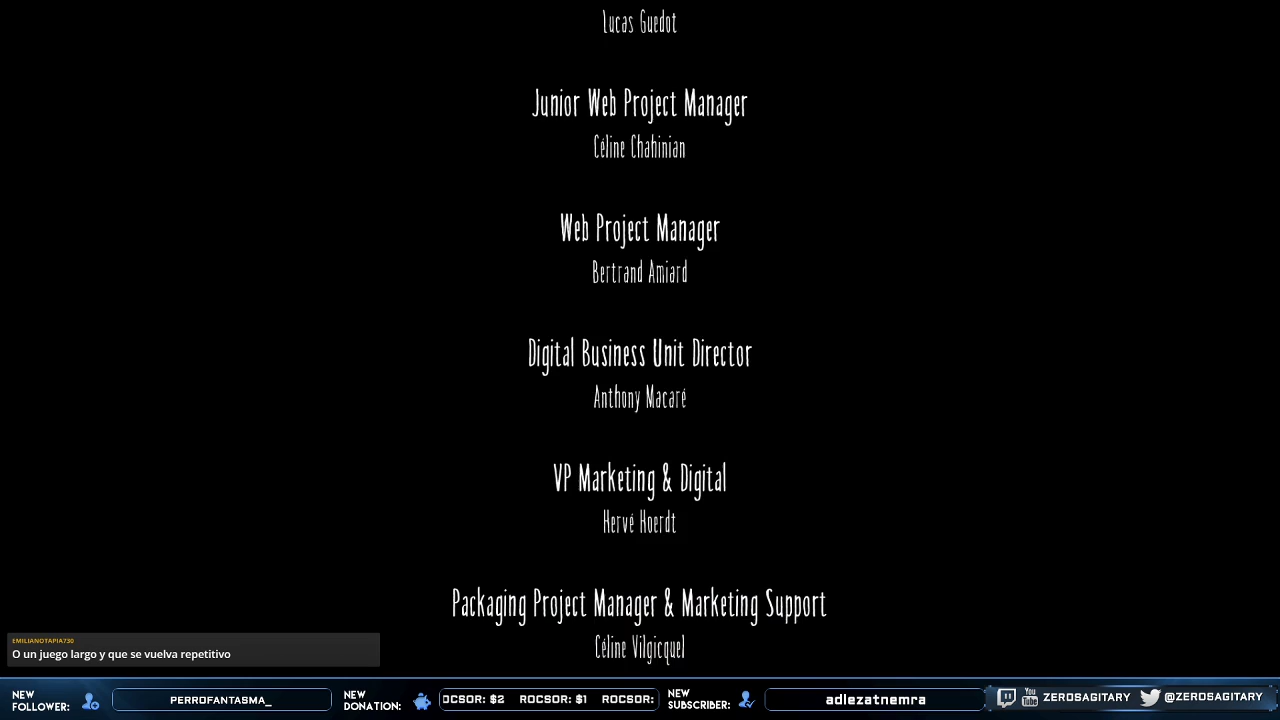 Lucas Guedot
Junior Web Project Manager
Céline Chahinian
Web Project Manager
Bertrand Amiard
Digital Business Unit Director
Anthony Macaré
VP Marketing & Digital
Hervé Hoerdt
Packaging Project Manager & Marketing Support
Céline Vilgicquel
EMILIANOTAPIA730
O un juego largo y que se vuelva repetitivo
NEW FOLLOWER:
PERROFANTASMA_
NEW DONATION:
OCSOR: $2 ROCSOR: $1 ROCSOR:
NEW SUBSCRIBER:
adlezatnemra
You Tube
ZEROSAGITARY
@ZEROSAGITARY